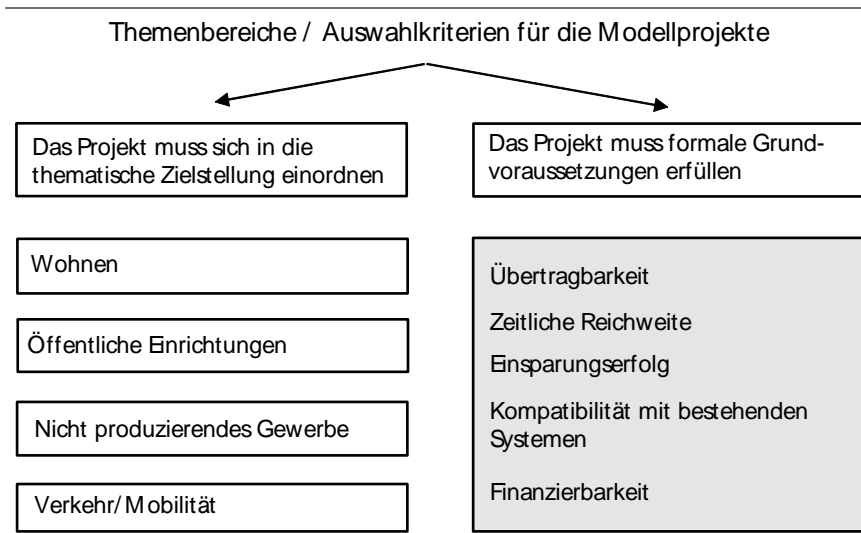 Themenbereiche / Auswahlkriterien für die Modellprojekte
Das Projekt muss sich in die
thematische Zielstellung einordnen
Wohnen
Öffentliche Einrichtungen
Nicht produzierendes Gewerbe
Verkehr/Mobilität
Das Projekt muss formale Grund-
voraussetzungen erfüllen
Übertragbarkeit
Zeitliche Reichweite
Einsparungserfolg
Kompatibilität mit bestehenden
Systemen
Finanzierbarkeit